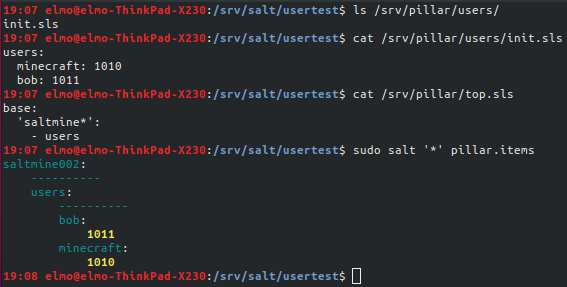 19:07 elmo@elmo-ThinkPad-X230:/srv/salt/usertest$ ls /srv/pillar/users/
init.sls
19:07 elmo@elmo-ThinkPad-X230:/srv/salt/usertest$ cat /srv/pillar/users/init.sls
users:
  minecraft: 1010
  bob: 1011
19:07 elmo@elmo-ThinkPad-X230:/srv/salt/usertest$ cat /srv/pillar/top.sls
base:
  'saltmine*':
    - users
19:07 elmo@elmo-ThinkPad-X230:/srv/salt/usertest$ sudo salt '*' pillar.items
saltmine002:
    ----------
    users:
        ----------
        bob:
            1011
        minecraft:
            1010
19:08 elmo@elmo-ThinkPad-X230:/srv/salt/usertest$